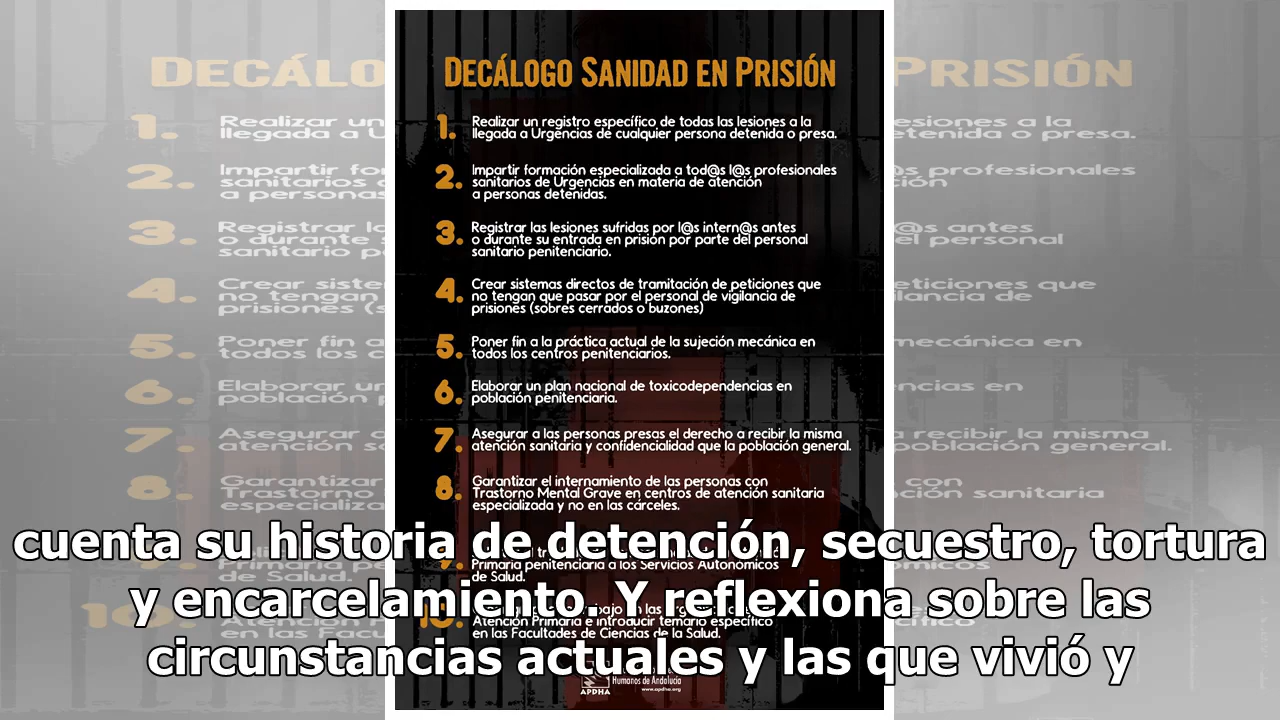 DECÁLOGO SANIDAD EN PRISIÓN
1. Realizar un registro específico de todas las lesiones a la
llegada a Urgencias de cualquier persona detenida o presa.
2. Impartir formación especializada a tod@s l@s profesionales
sanitarios de Urgencias en materia de atención
a personas detenidas.
3. Registrar las lesiones sufridas por l@s intern@s antes
o durante su entrada en prisión por parte del personal
sanitario penitenciario.
4. Crear sistemas directos de tramitación de peticiones que
no tengan que pasar por el personal de vigilancia de
prisiones (sobres cerrados o buzones)
5. Poner fin a la práctica actual de la sujeción mecánica en
todos los centros penitenciarios.
6. Elaborar un plan nacional de toxicodependencias en
población penitenciaria.
7. Asegurar a las personas presas el derecho a recibir la misma
atención sanitaria y confidencialidad que la población general.
8. Garantizar el internamiento de las personas con
Trastorno Mental Grave en centros de atención sanitaria
especializada y no en las cárceles.
9.
Primaria penitenciaria a los Servicios Autonómicos
de Salud.
10.
Atención Primaria e introducir temario específico
en las Facultades de Ciencias de la Salud.
cuenta su historia de detención, secuestro, tortura
y encarcelamiento. Y reflexiona sobre las
circunstancias actuales y las que vivió y
Humanos de Andalucía
APDHA www.apdha.org